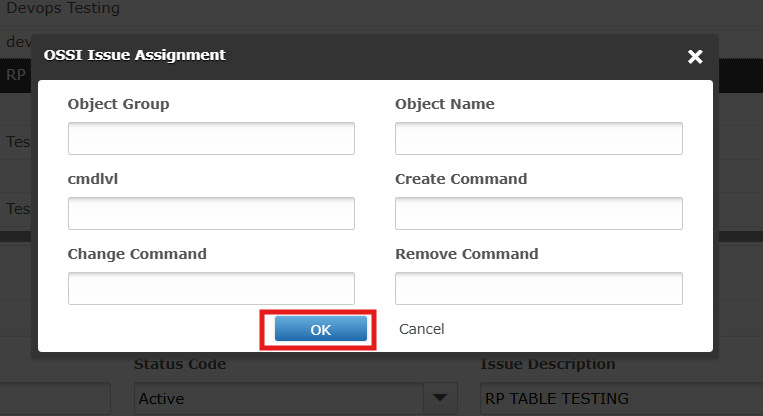 Devops Testing
dev
OSSI Issue Assignment
RP
Object Group
Object Name
Tes
cmdlvl
Create Command
Tes
Change Command
Remove Command
OK
Cancel
Status Code
Issue Description
Active
RP TABLE TESTING